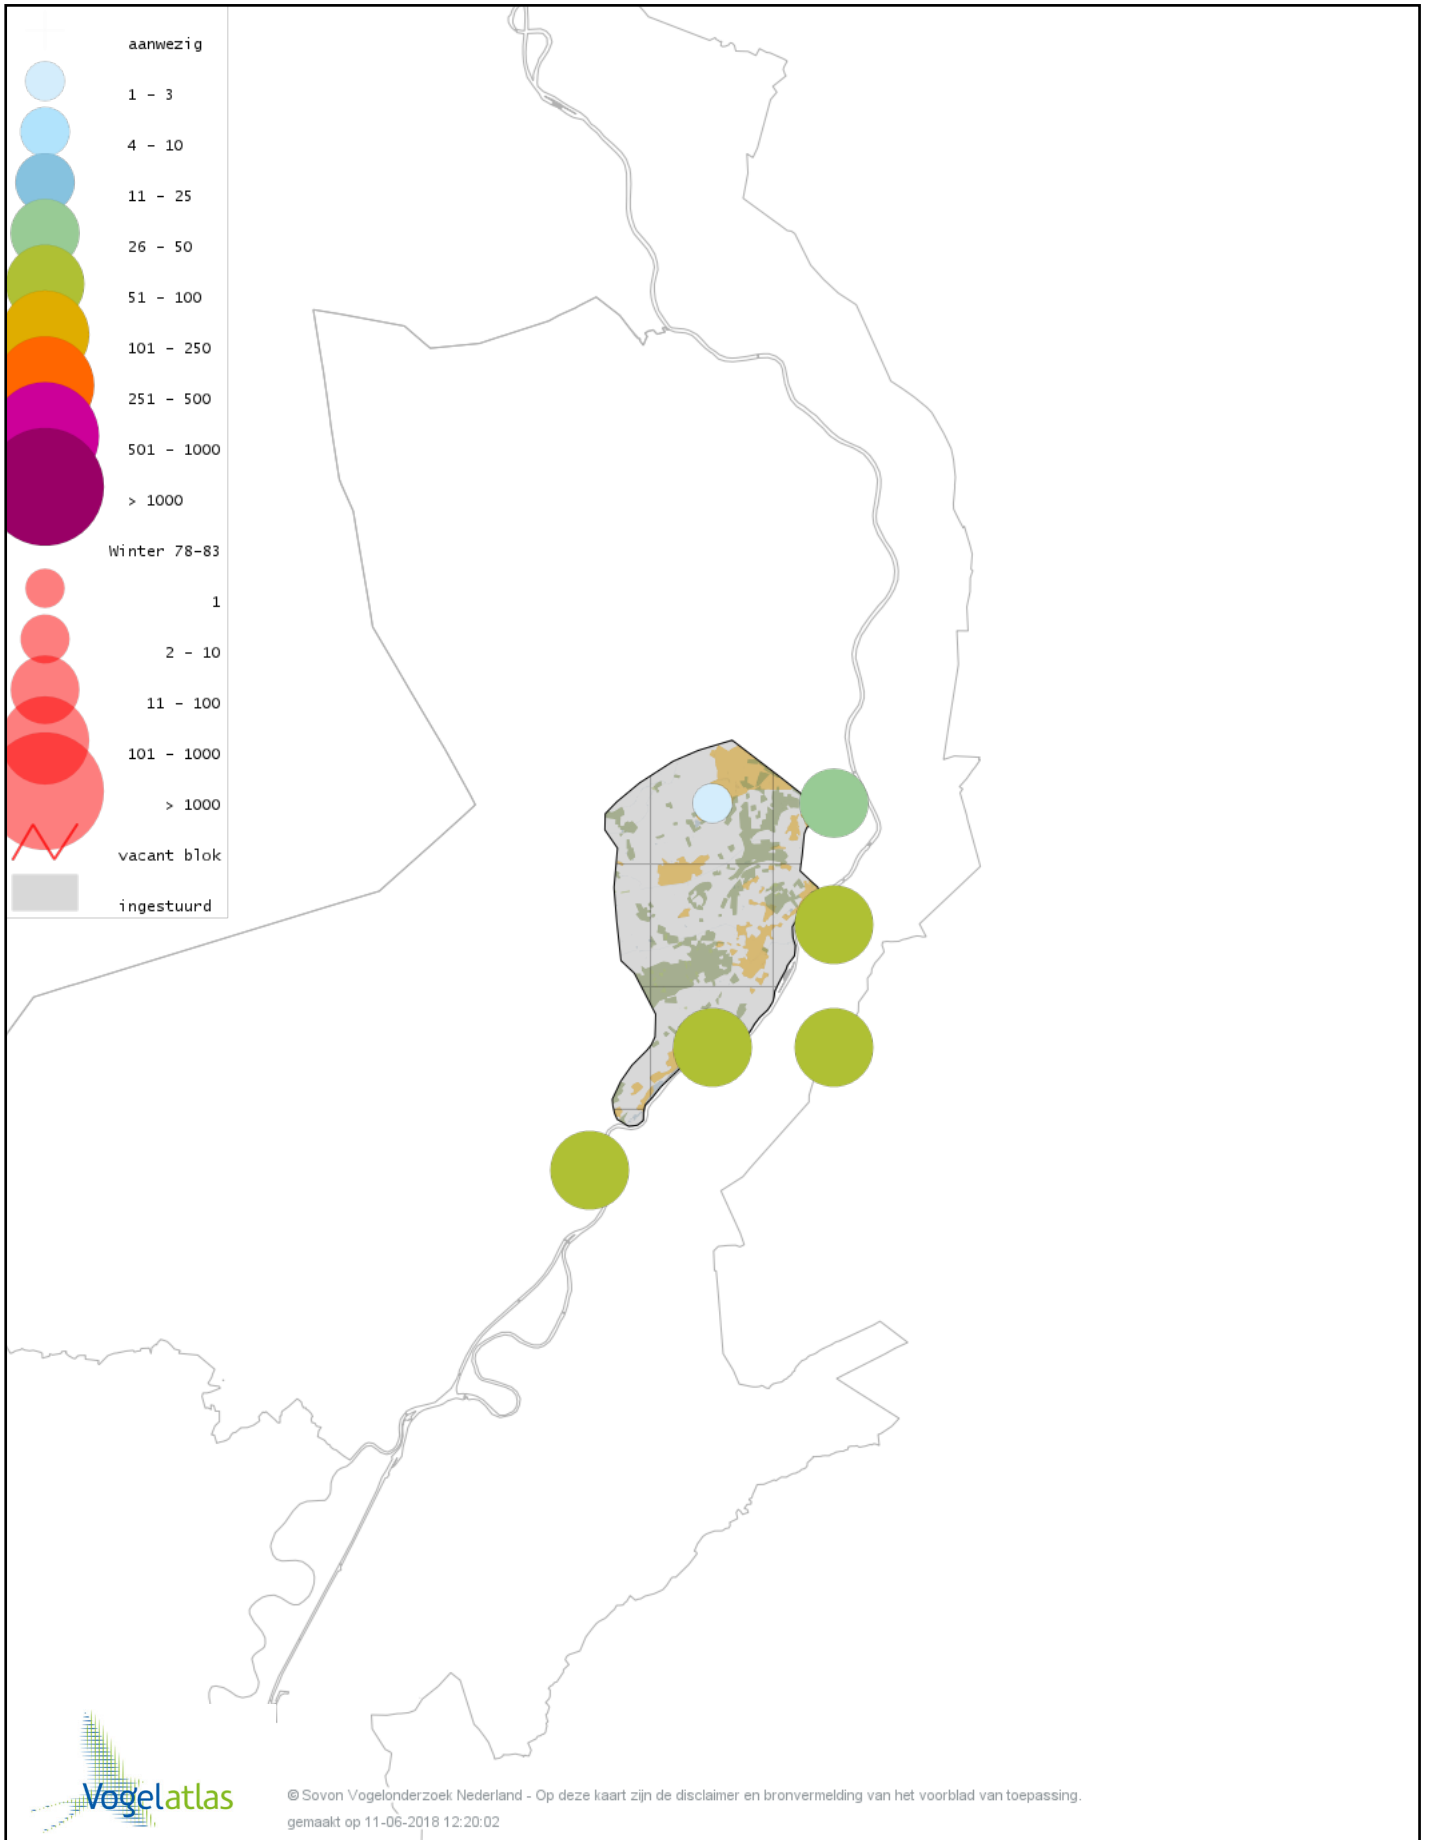 aanwezig
1 - 3
4 - 10
11 - 25
26 - 50
51 - 100
101 - 250
251 - 500
501 - 1000
> 1000
Winter 78-83
1
2 - 10
11 - 100
101 - 1000
> 1000
vacant blok
ingestuurd
Vogelatlas
© Sovon Vogelonderzoek Nederland - Op deze kaart zijn de disclaimer en bronvermelding van het voorblad van toepassing.
gemaakt op 11-06-2018 12:20:02